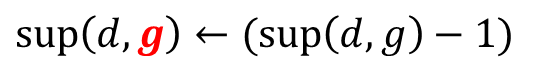 sup(d, g) ← (sup(d, g) − 1)